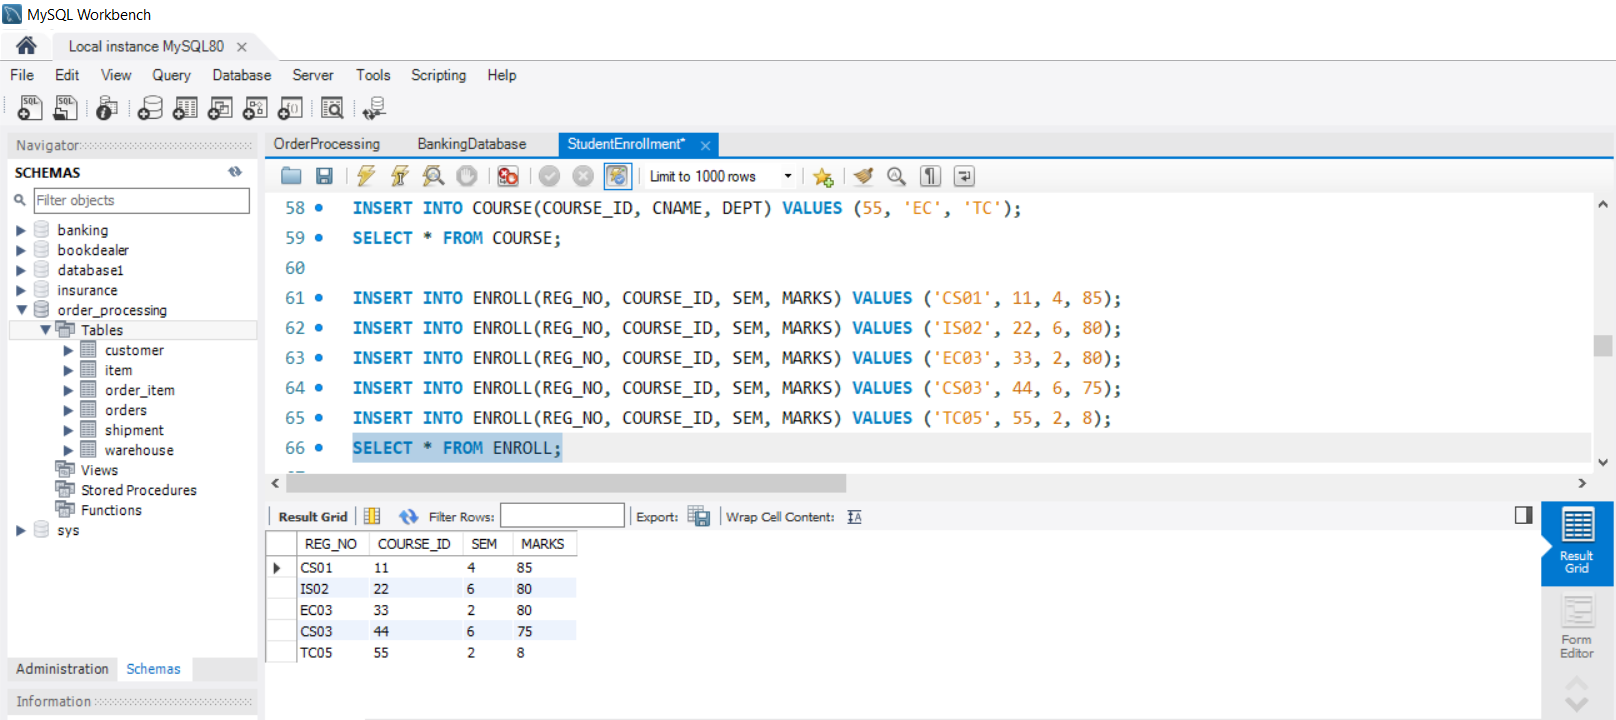 MySQL Workbench
Local instance MySQL80
File Edit View Query Database Server Tools Scripting Help
Navigator
SCHEMAS
Filter objects
banking
bookdealer
database1
insurance
order_processing
Tables
customer
item
order_item
orders
shipment
warehouse
Views
Stored Procedures
Functions
sys
Administration Schemas
Information
OrderProcessing BankingDatabase StudentEnrollment*
Limit to 1000 rows
58 INSERT INTO COURSE(COURSE_ID, CNAME, DEPT) VALUES (55, 'EC', 'TC');
59 SELECT * FROM COURSE;
60
61 INSERT INTO ENROLL(REG_NO, COURSE_ID, SEM, MARKS) VALUES ('CS01', 11, 4, 85);
62 INSERT INTO ENROLL(REG_NO, COURSE_ID, SEM, MARKS) VALUES ('IS02', 22, 6, 80);
63 INSERT INTO ENROLL(REG_NO, COURSE_ID, SEM, MARKS) VALUES ('EC03', 33, 2, 80);
64 INSERT INTO ENROLL(REG_NO, COURSE_ID, SEM, MARKS) VALUES ('CS03', 44, 6, 75);
65 INSERT INTO ENROLL(REG_NO, COURSE_ID, SEM, MARKS) VALUES ('TC05', 55, 2, 8);
66 SELECT * FROM ENROLL;
Result Grid Filter Rows: Export: Wrap Cell Content:
REG_NO COURSE_ID SEM MARKS
CS01 11 4 85
IS02 22 6 80
EC03 33 2 80
CS03 44 6 75
TC05 55 2 8
Result
Grid
Form
Editor